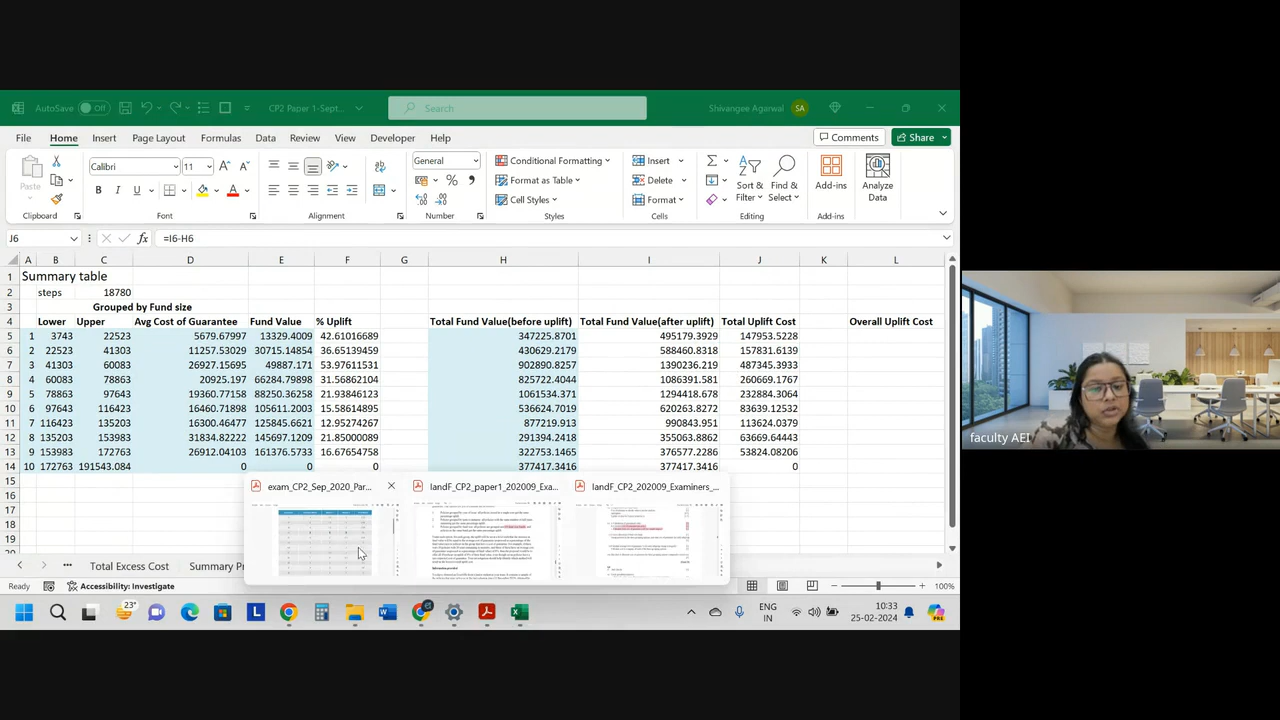 AutoSave Off CP2 Paper 1-Sept... Search Shivangee Agarwal SA
File Home Insert Page Layout Formulas Data Review View Developer Help Comments Share
Paste Calibri 11 General Conditional Formatting Format as Table Cell Styles Insert Delete Format Sort & Filter Find & Select Add-ins Analyze Data
Clipboard Font Alignment Number Styles Cells Editing Add-ins
J6 fx =I6-H6
A B C D E F G H I J K L
1 Summary table
2 steps 18780
3 Grouped by Fund size
4 Lower Upper Avg Cost of Guarantee Fund Value % Uplift Total Fund Value(before uplift) Total Fund Value(after uplift) Total Uplift Cost Overall Uplift Cost
5 1 3743 22523 5679.67997 13329.4009 42.61016689 347225.8701 495179.3929 147953.5228
6 2 22523 41303 11257.53029 30715.14854 36.65139459 430629.2179 588460.8318 157831.6139
7 3 41303 60083 26927.15695 49887.171 53.97611531 902890.8257 1390236.219 487345.3933
8 4 60083 78863 20925.197 66284.79898 31.56862104 825722.4044 1086391.581 260669.1767
9 5 78863 97643 19360.77158 88250.36258 21.93846123 1061534.371 1294418.678 232884.3064
10 6 97643 116423 16460.71898 105611.2003 15.58614895 536624.7019 620263.8272 83639.12532
11 7 116423 135203 16300.46477 125845.6621 12.95274267 877219.913 990843.951 113624.0379
12 8 135203 153983 31834.82222 145697.1209 21.85000089 291394.2418 355063.8862 63669.64443
13 9 153983 172763 26912.04103 161376.5733 16.67654758 322753.1465 376577.2286 53824.08206
14 10 172763 191543.084 0 0 0 377417.3416 377417.3416 0
15
16
17
18
19
exam_CP2_Sep_2020_Par... IandF_CP2_paper1_202009_Exa... IandF_CP2_202009_Examiners_...
Total Excess Cost Summary Pr
Ready Accessibility: Investigate 100%
23° ENG IN 10:33 25-02-2024
faculty AEI